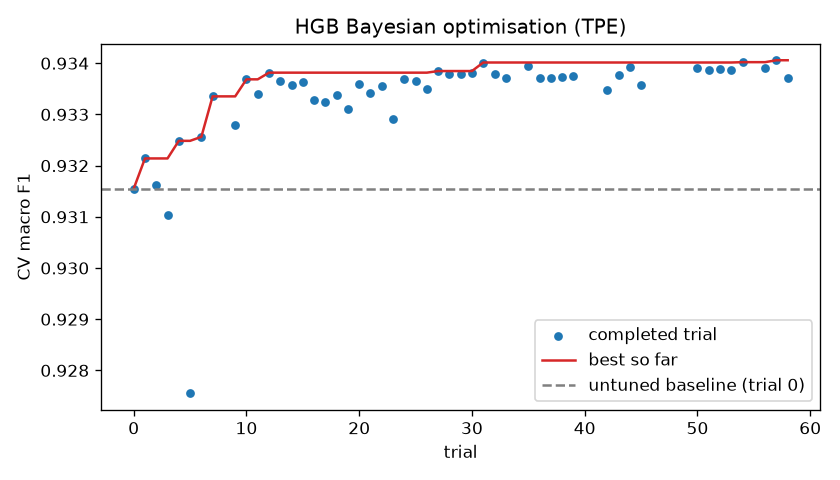 HGB Bayesian optimisation (TPE)
CV macro F1
0.934
0.933
0.932
0.931
0.930
0.929
0.928
completed trial
best so far
untuned baseline (trial 0)
0 10 20 30 40 50 60
trial